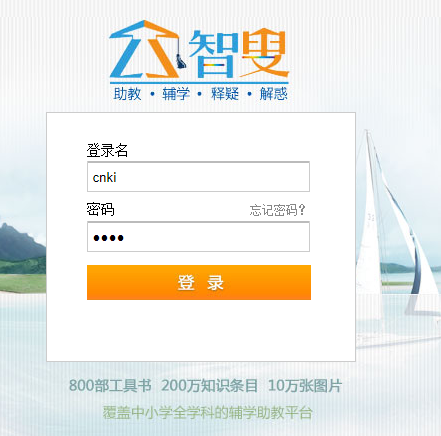 智叟
助教 • 辅学 • 释疑 • 解惑
登录名
cnki
密码 忘记密码？
••••
登 录
800部工具书 200万知识条目 10万张图片
覆盖中小学全学科的辅学助教平台